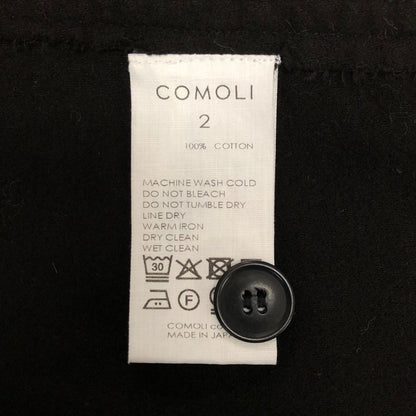 COMOLI
2
100% COTTON
MACHINE WASH COLD
DO NOT BLEACH
DO NOT TUMBLE DRY
LINE DRY
WARM IRON
DRY CLEAN
WET CLEAN
30
F
COMOLI
MADE IN